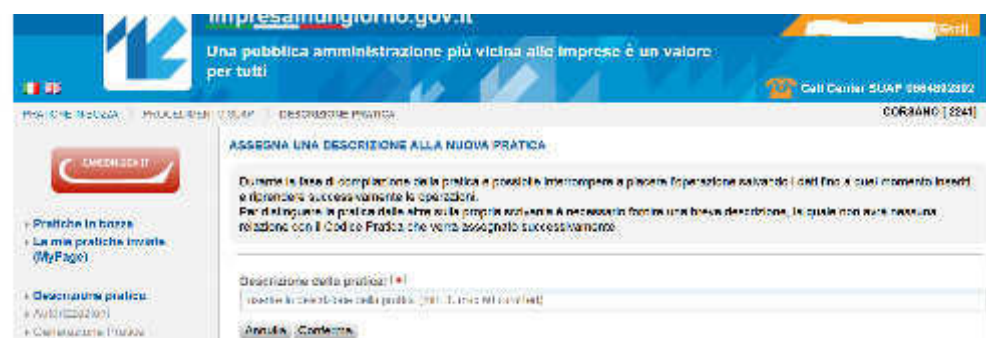 impresainungiorno.gov.it
Una pubblica amministrazione più vicina alle imprese è un valore
per tutti
Call Center SUAP
CORSANO [2241]
DESCRIZIONE PRATICA
ASSEGNA UNA DESCRIZIONE ALLA NUOVA PRATICA
Durante la fase di compilazione della pratica è possibile interrompere a piacere l'operazione salvando i dati fino a quel momento inseriti
e riprendere successivamente le operazioni.
Per distinguere la pratica dalle altre sulla propria scrivania è necessario fornire una breve descrizione, la quale non avrà nessuna
relazione con il Codice Pratica che verrà assegnato successivamente.
Pratiche in bozza
Le mie pratiche inviate
(MyPage)
Descrizione pratica
Autorizzazioni
Generazione Pratica
Descrizione della pratica: [*]
Annulla Conferma